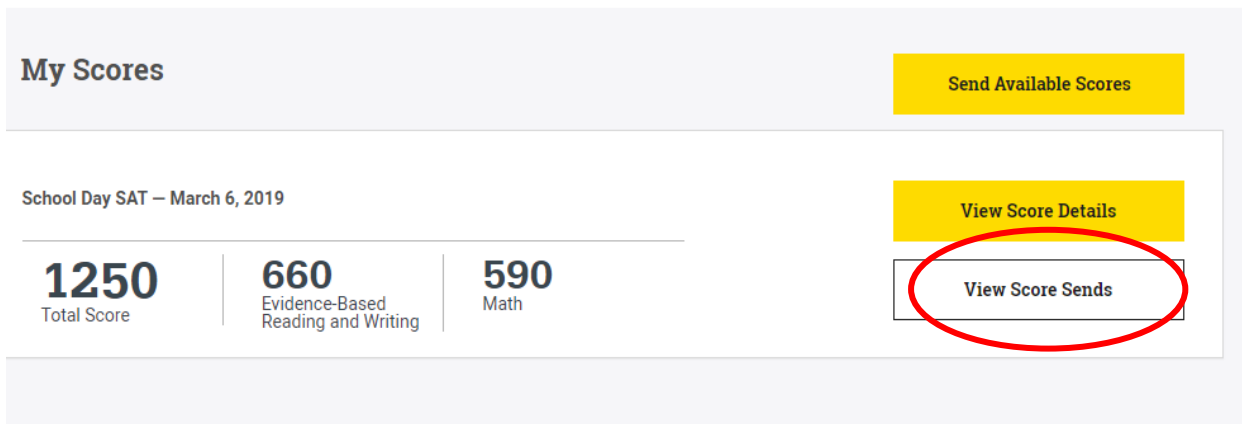 My Scores
Send Available Scores
School Day SAT — March 6, 2019
View Score Details
1250
Total Score
660
Evidence-Based
Reading and Writing
590
Math
View Score Sends